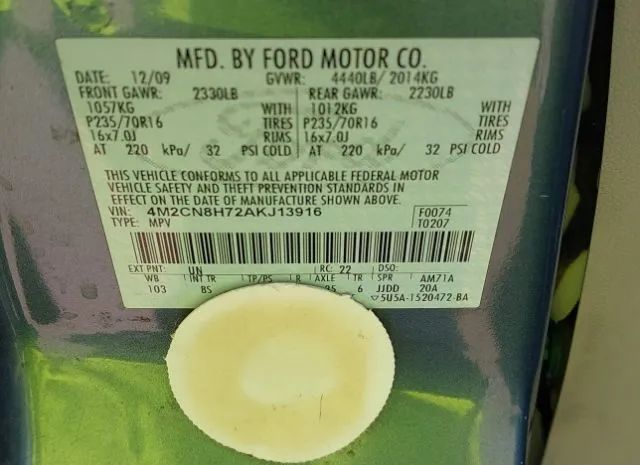 MFD. BY FORD MOTOR CO.
DATE: 12/09 GVWR: 4440LB/ 2014KG
FRONT GAWR: 2330LB REAR GAWR: 2230LB
1057KG WITH 1012KG WITH
P235/70R16 TIRES P235/70R16 TIRES
16x7.0J RIMS 16x7.0J RIMS
AT 220 kPa/ 32 PSI COLD AT 220 kPa/ 32 PSI COLD
THIS VEHICLE CONFORMS TO ALL APPLICABLE FEDERAL MOTOR
VEHICLE SAFETY AND THEFT PREVENTION STANDARDS IN
EFFECT ON THE DATE OF MANUFACTURE SHOWN ABOVE.
VIN: 4M2CN8H72AKJ13916 F0074
TYPE: MPV T0207
EXT PNT: UN RC: 22 DSO:
WB INT TR TP/PS R AXLE TR SPR AM71A
103 BS 6 JJDD 20A
5U5A-1520472-BA